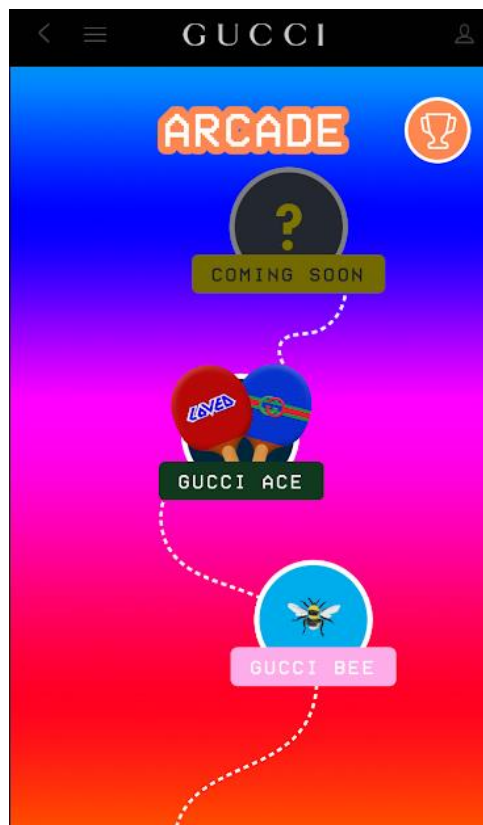 GUCCI
ARCADE
?
COMING SOON
LOVED
GUCCI ACE
GUCCI BEE